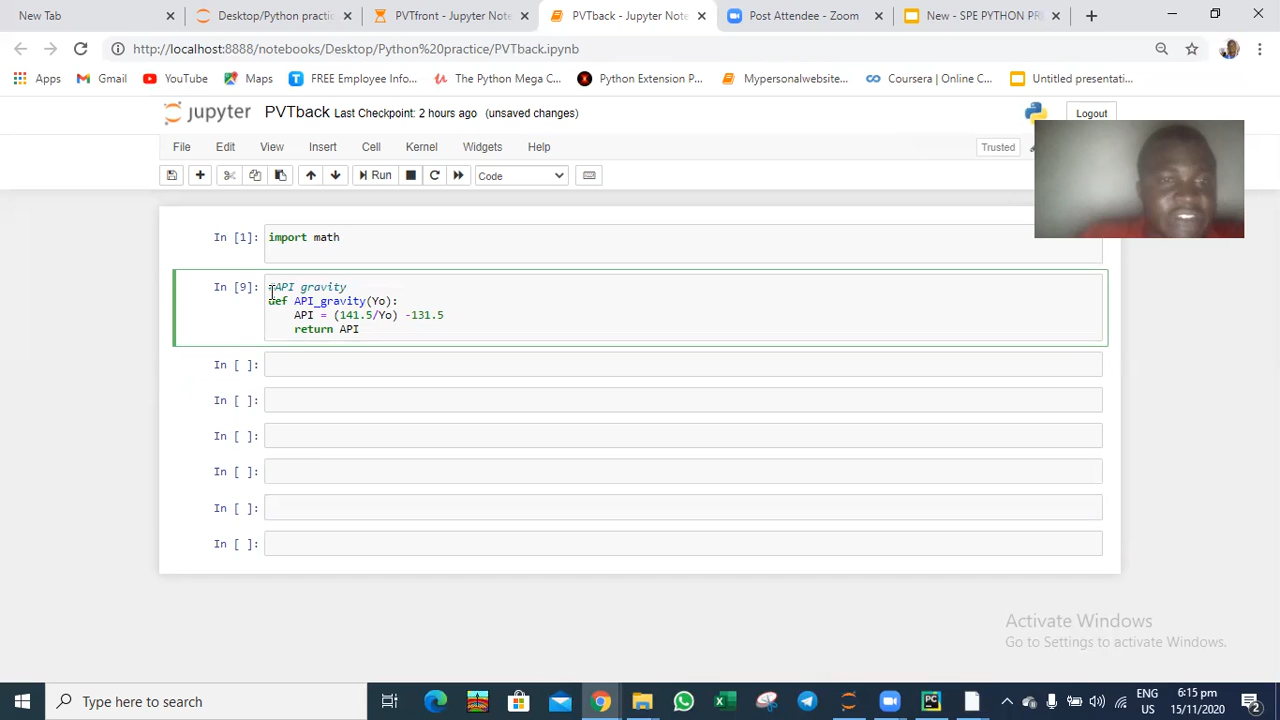 New Tab
Desktop/Python practi
PVTfront - Jupyter Note
PVTback - Jupyter Note
Post Attendee - Zoom
New - SPE PYTHON PR
http://localhost:8888/notebooks/Desktop/Python%20practice/PVTback.ipynb
Apps
Gmail
YouTube
Maps
FREE Employee Info...
The Python Mega C...
Python Extension P...
Mypersonalwebsite...
Coursera | Online C...
Untitled presentati...
jupyter PVTback Last Checkpoint: 2 hours ago (unsaved changes)
Logout
File Edit View Insert Cell Kernel Widgets Help
Trusted
Run
Code
In [1]: import math
In [9]: #API gravity
def API_gravity(Yo):
API = (141.5/Yo) -131.5
return API
In [ ]:
In [ ]:
In [ ]:
In [ ]:
In [ ]:
In [ ]:
Activate Windows
Go to Settings to activate Windows.
Type here to search
ENG
US
6:15 pm
15/11/2020
2